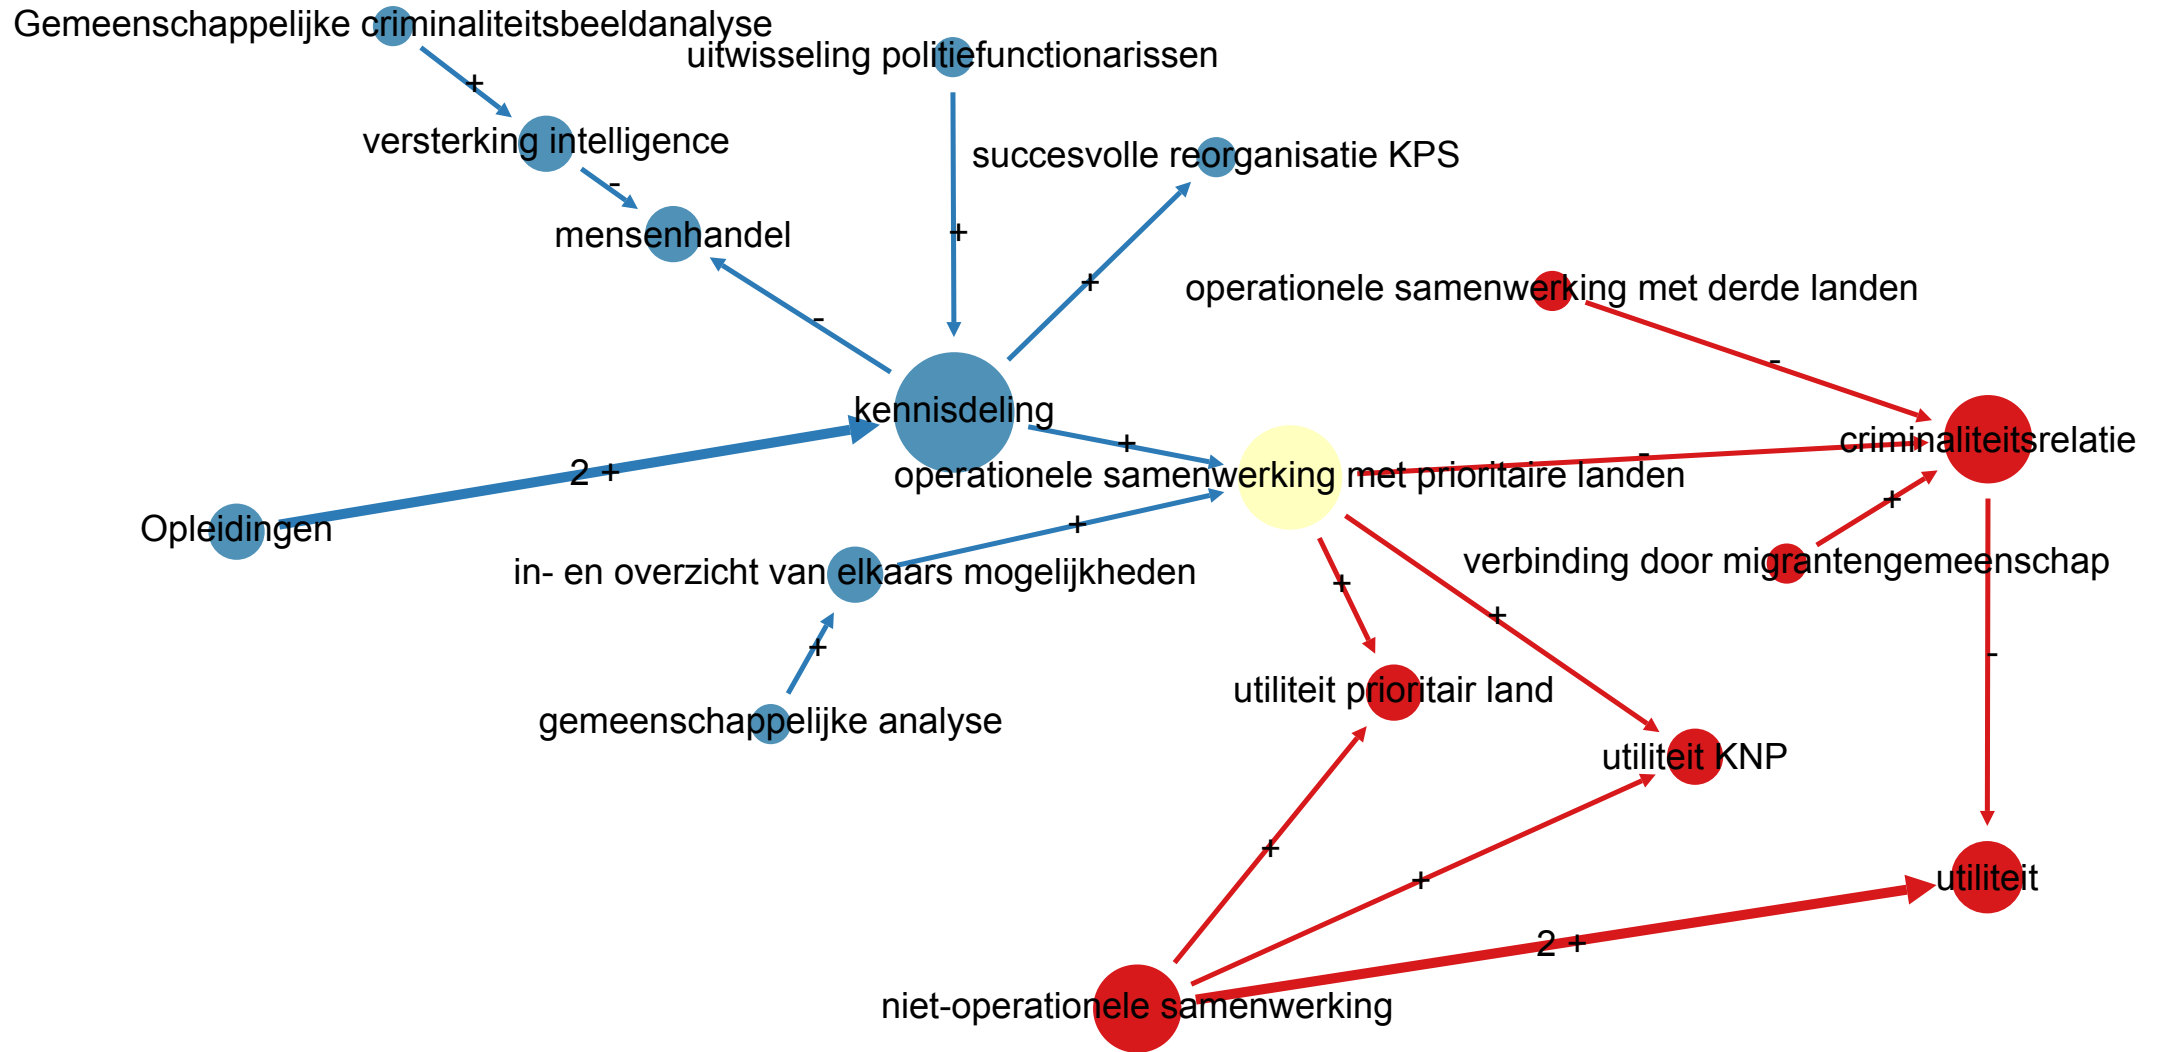 Gemeenschappelijke criminaliteitsbeeldanalyse
uitwisseling politiefunctionarissen
+
versterking intelligence
succesvolle reorganisatie KPS
-
mensenhandel
+
+
operationele samenwerking met derde landen
-
-
kennisdeling
+
criminaliteitsrelatie
-
2 +
operationele samenwerking met prioritaire landen
+
Opleidingen
+
in- en overzicht van elkaars mogelijkheden
verbinding door migrantengemeenschap
+
+
+
-
utiliteit prioritair land
gemeenschappelijke analyse
utiliteit KNP
+
+
utiliteit
2 +
niet-operationele samenwerking